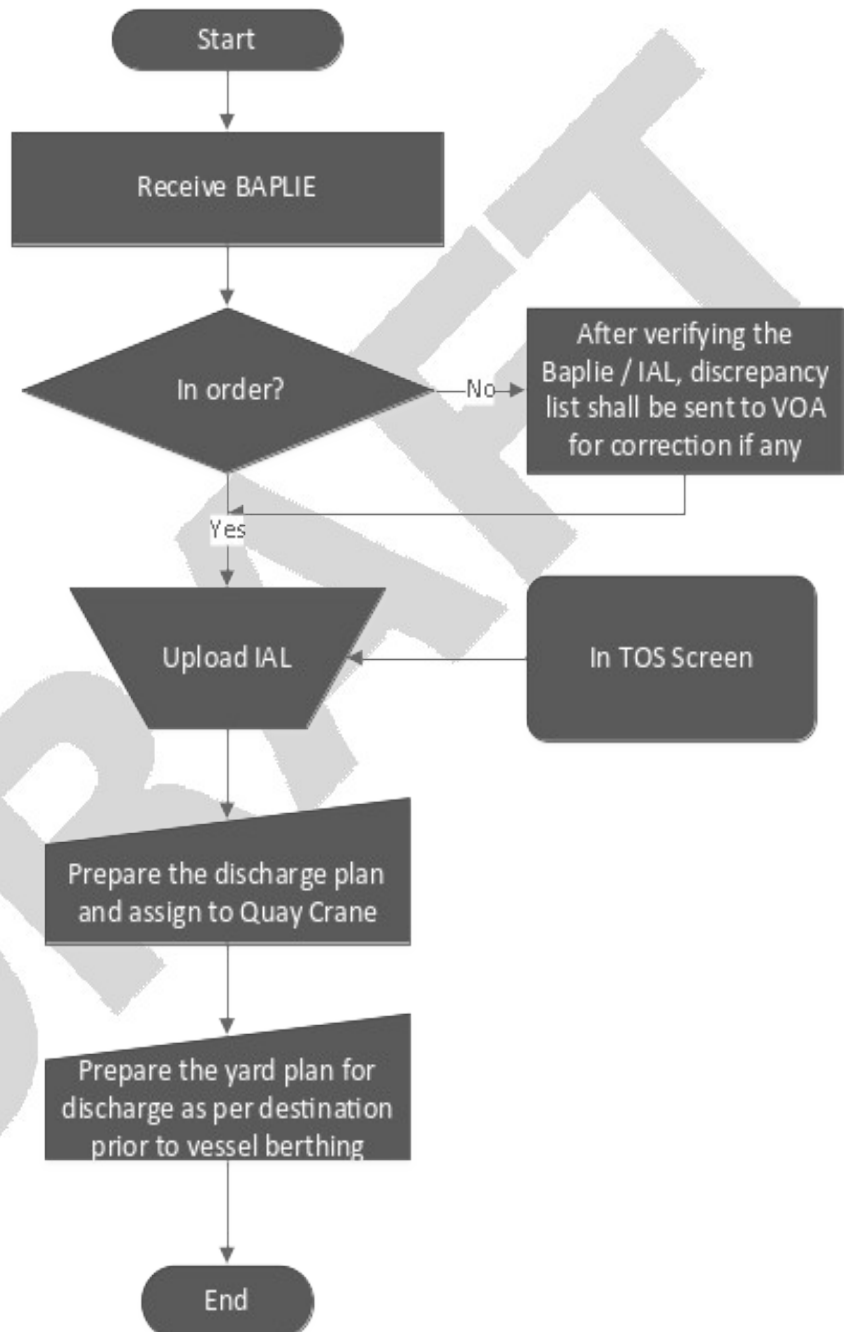 Start
Receive BAPLIE
In order?
No
After verifying the
Baplie / IAL, discrepancy
list shall be sent to VOA
for correction if any
Yes
Upload IAL
In TOS Screen
Prepare the discharge plan
and assign to Quay Crane
Prepare the yard plan for
discharge as per destination
prior to vessel berthing
End
DRAFT